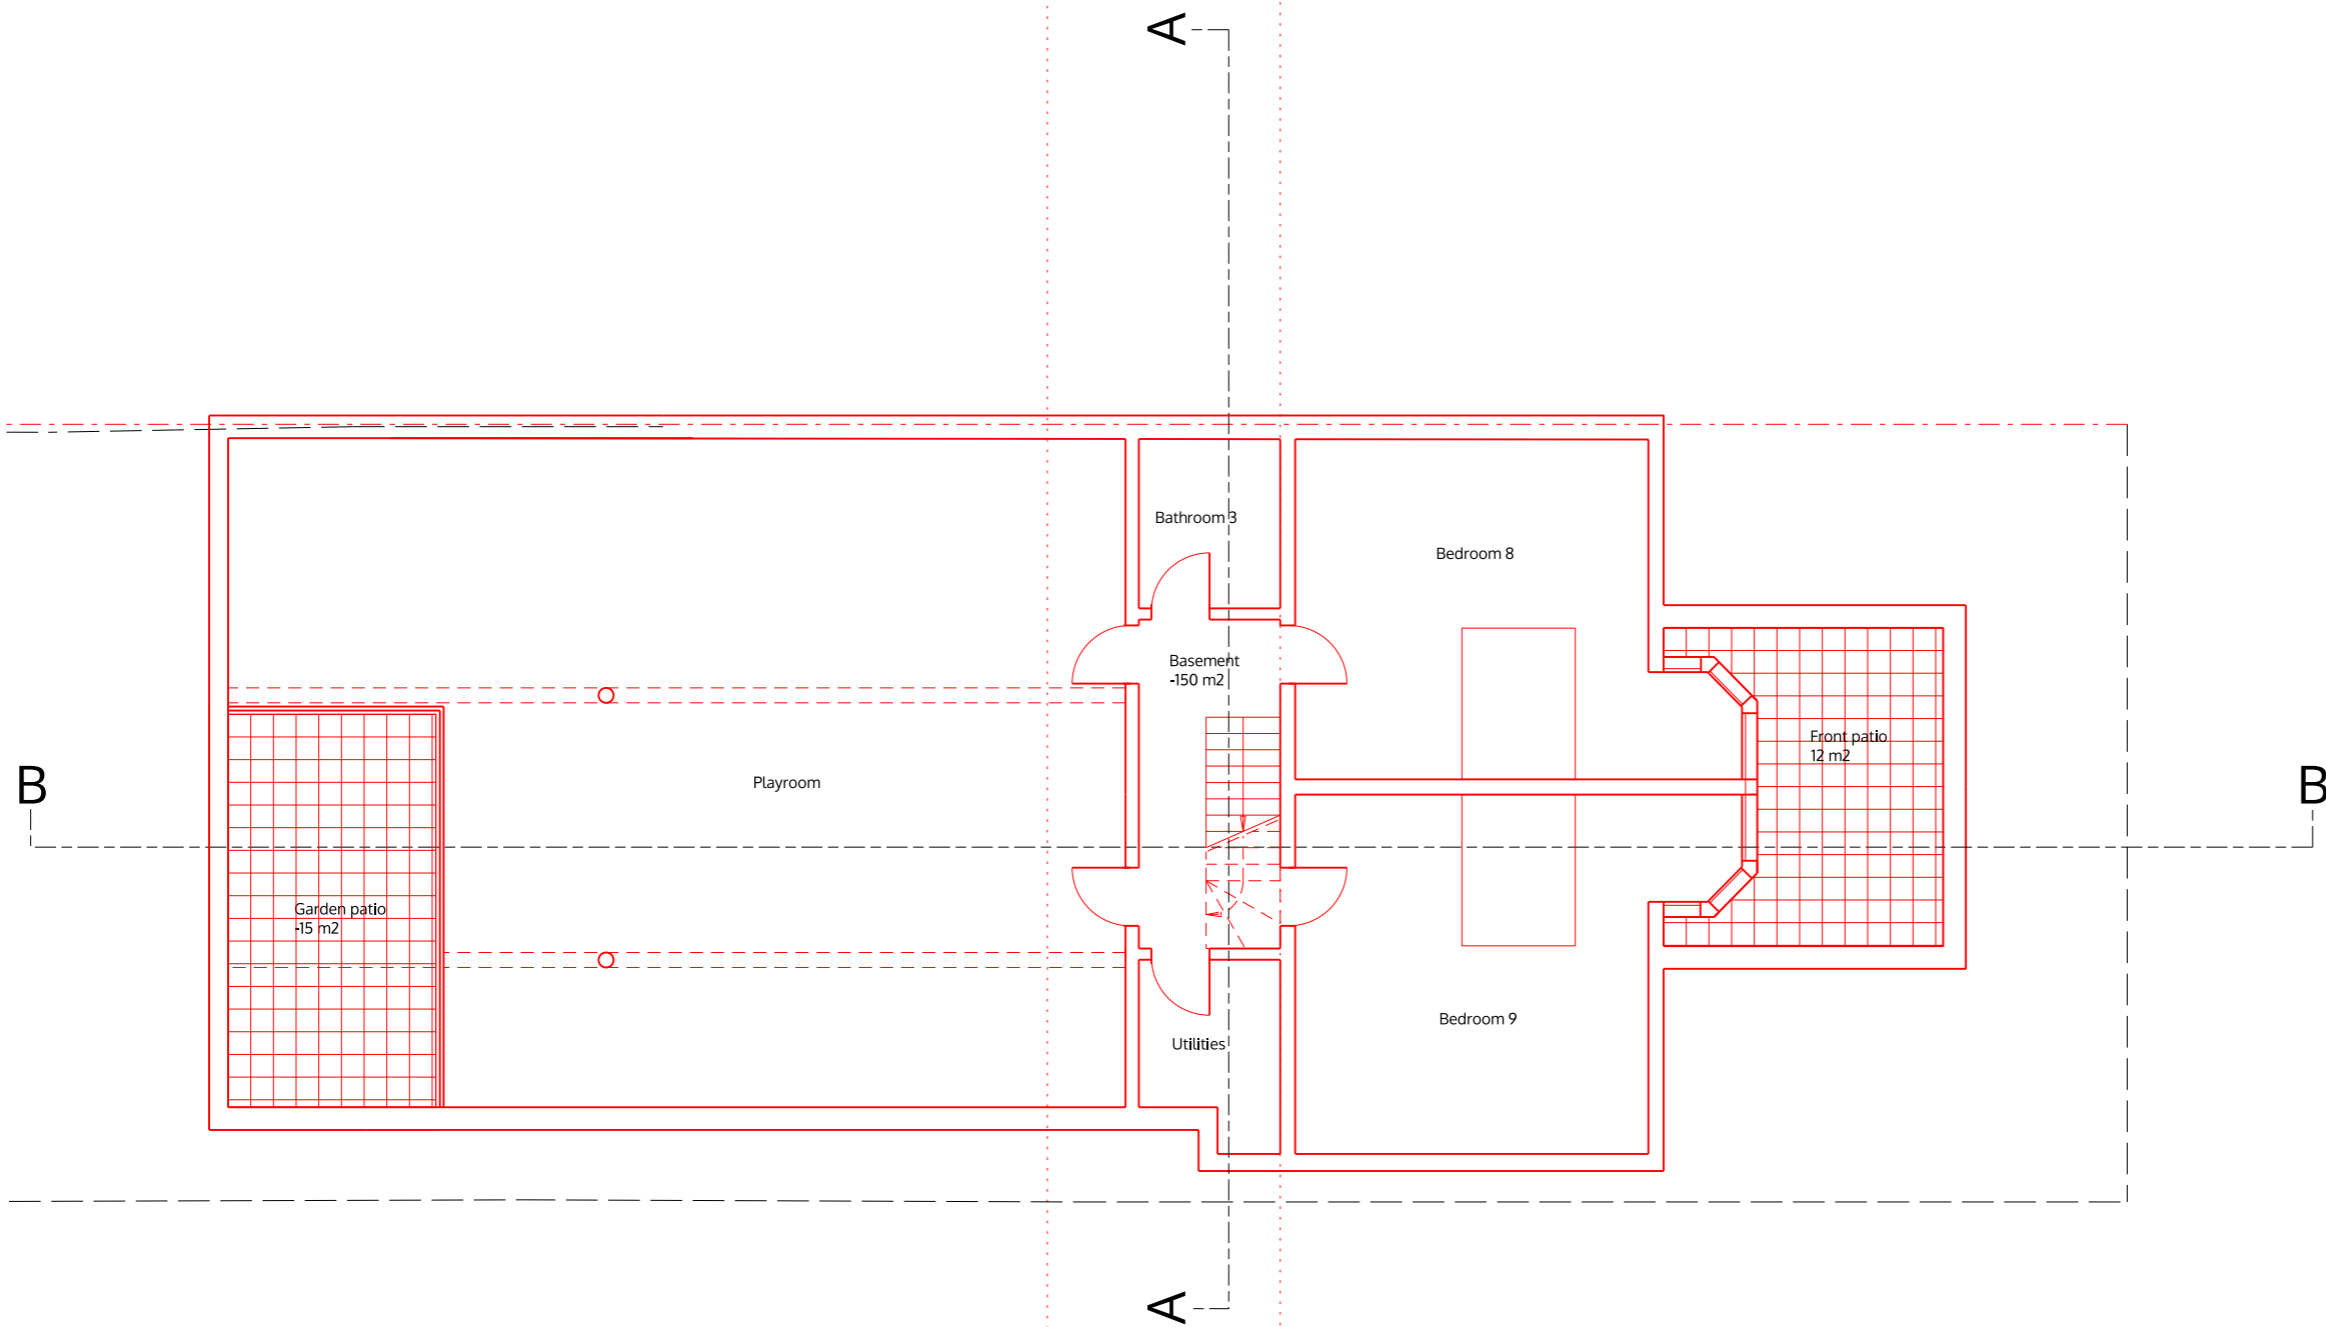 A
Bathroom 3
Bedroom 8
Basement
-150 m2
Front patio
12 m2
B
Playroom
B
Garden patio
-15 m2
Bedroom 9
Utilities
A